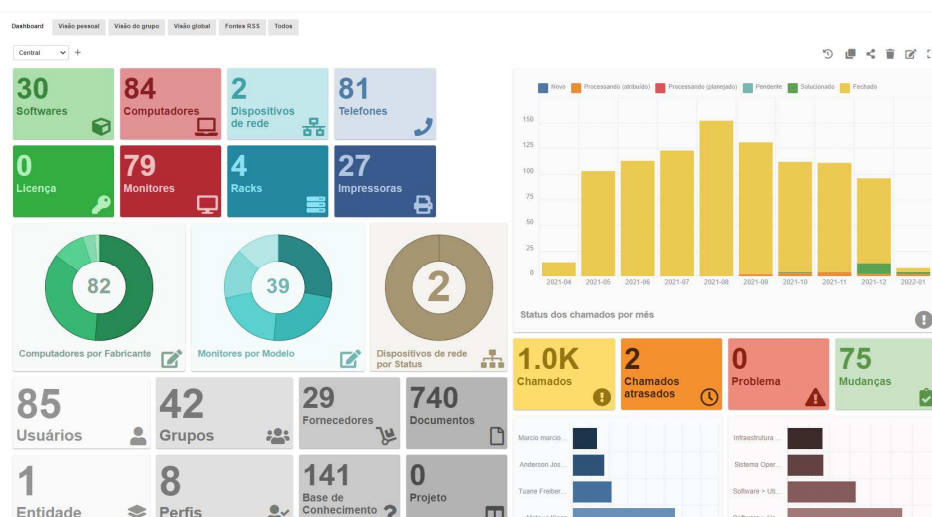 Dashboard
Visão pessoal
Visão do grupo
Visão global
Fontes RSS
Todos
Central
+
30
Softwares
84
Computadores
2
Dispositivos
de rede
81
Telefones
0
Licença
79
Monitores
4
Racks
27
Impressoras
82
Computadores por Fabricante
39
Monitores por Modelo
2
Dispositivos de rede
por Status
85
Usuários
42
Grupos
29
Fornecedores
740
Documentos
1
Entidade
8
Perfis
141
Base de
Conhecimento
0
Projeto
Novo
Processando (atribuído)
Processando (planejado)
Pendente
Solucionado
Fechado
150
125
100
75
50
25
0
2021-04
2021-05
2021-06
2021-07
2021-08
2021-09
2021-10
2021-11
2021-12
2022-01
Status dos chamados por mês
1.0K
Chamados
2
Chamados
atrasados
0
Problema
75
Mudanças
Marcio marcio...
Anderson Jos...
Tuane Freiber...
Infraestrutura ...
Sistema Oper...
Software > Uti...